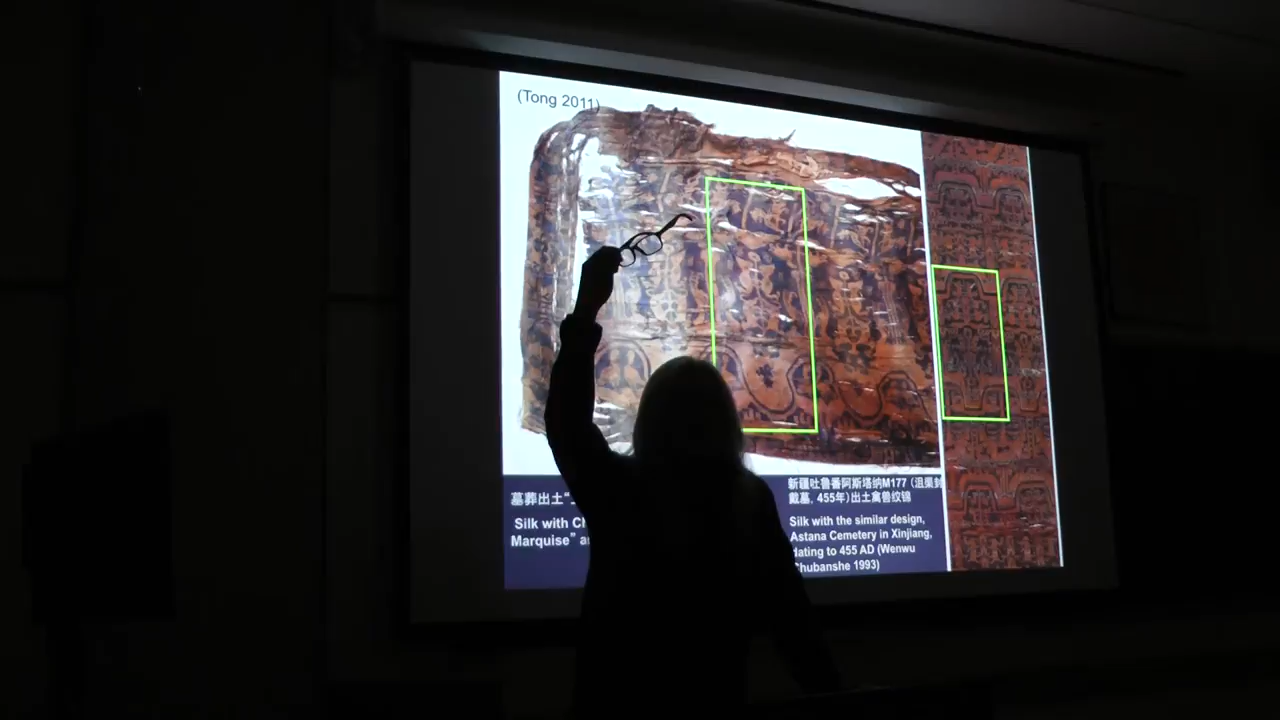 (Tong 2011)
墓葬出土“
Silk with
Marquise”
新疆吐鲁番阿斯塔纳M177（沮渠封
戴墓，455年）出土禽兽纹锦
Silk with the similar design,
Astana Cemetery in Xinjiang,
dating to 455 AD (Wenwu
Chubanshe 1993)